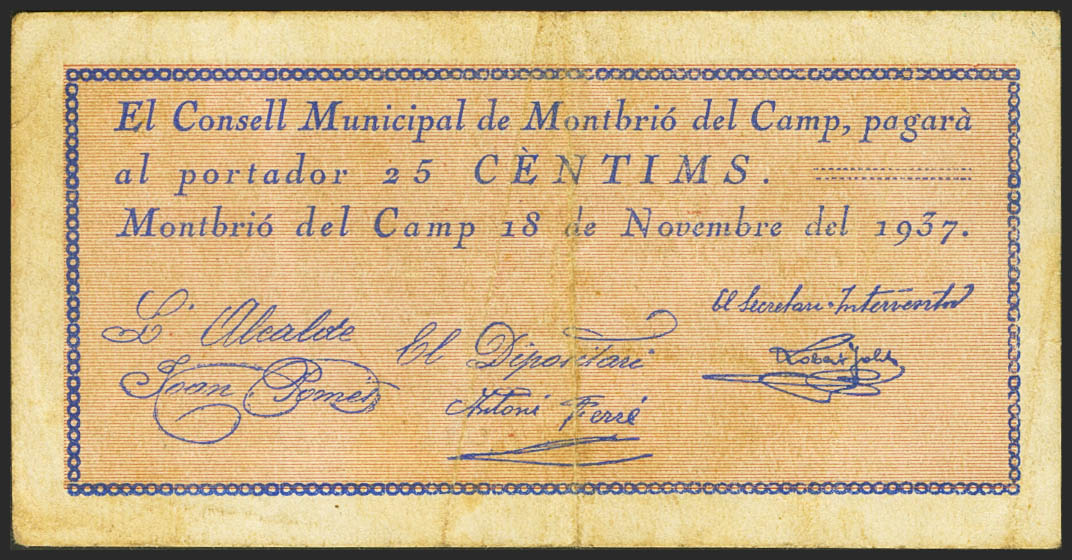 El Consell Municipal de Montbrió del Camp, pagarà
al portador 25 CÈNTIMS.
Montbrió del Camp 18 de Novembre del 1937.
L'Alcalde
El Dipositari
El Secretari-Interventor
Joan
Antoni Ferré